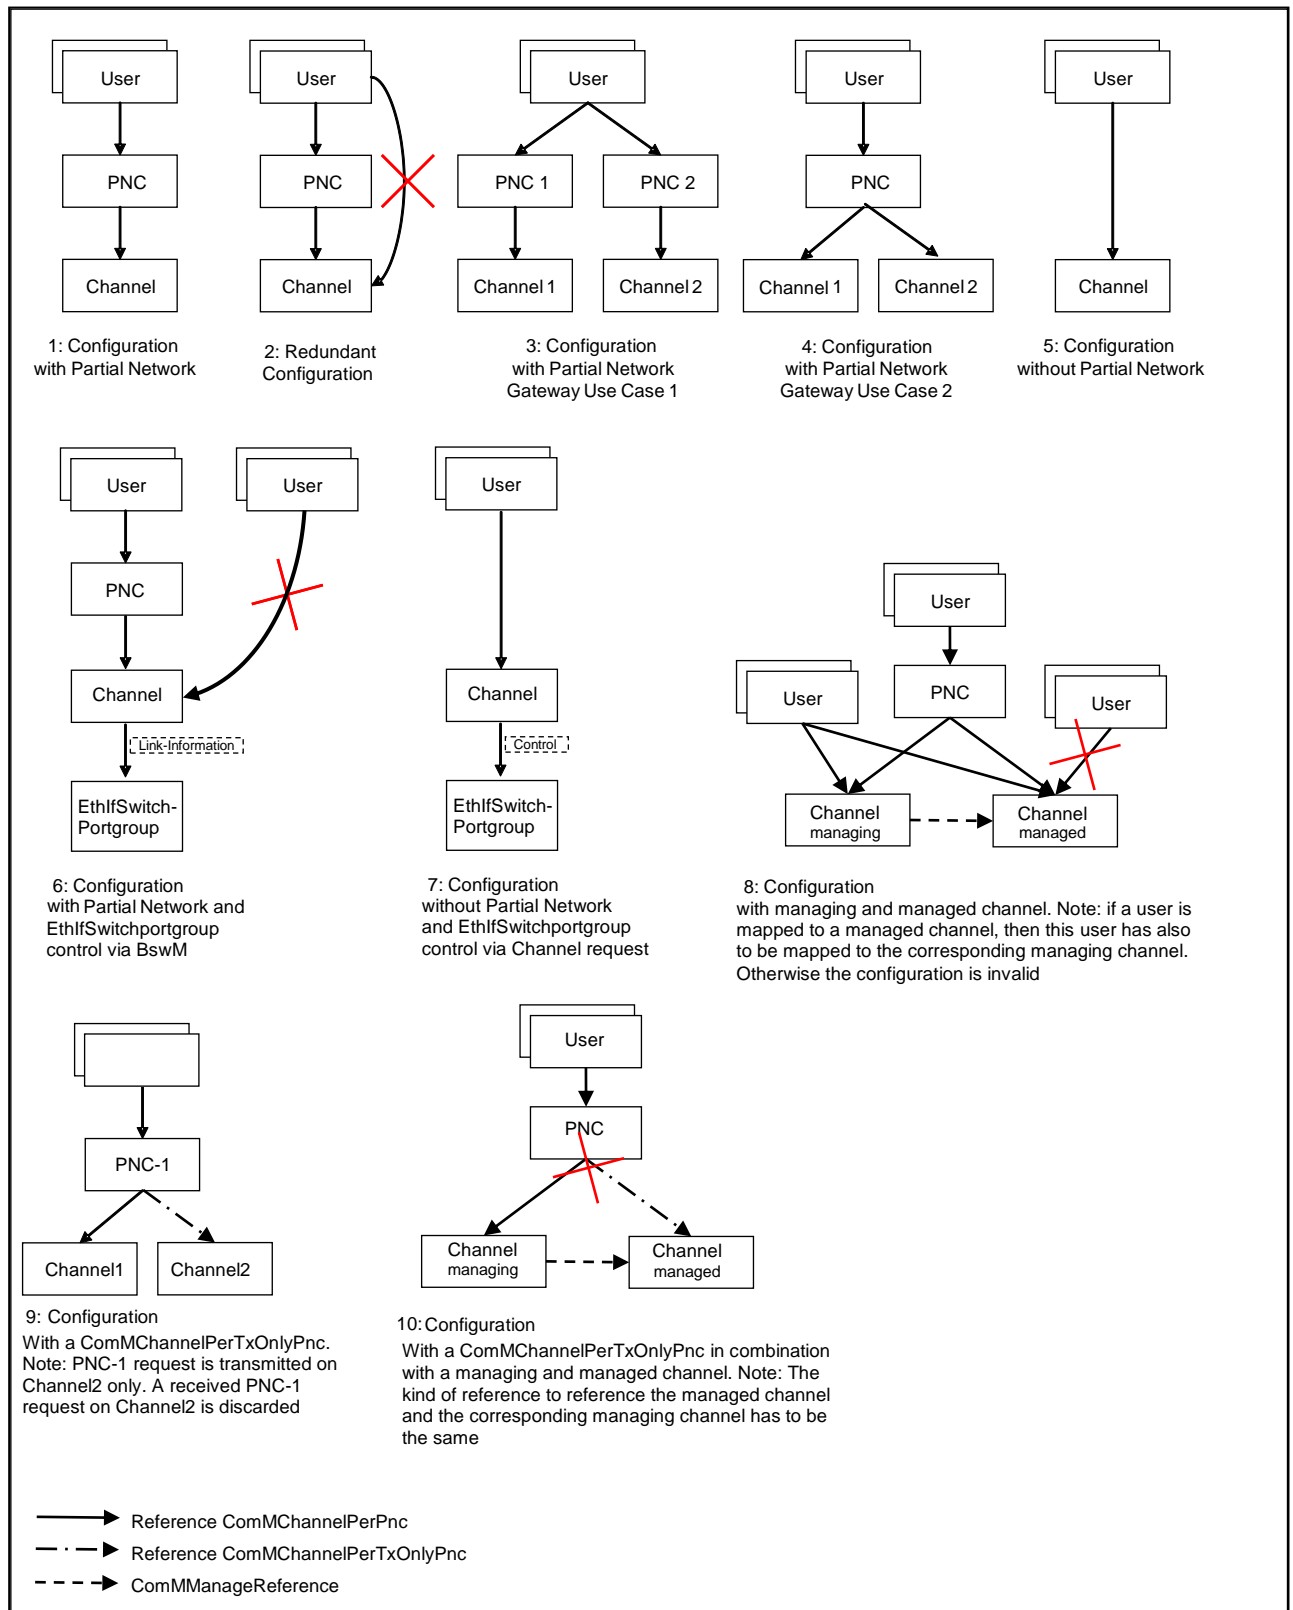 User
PNC
Channel
1: Configuration
with Partial Network
User
PNC
Channel
2: Redundant
Configuration
User
PNC 1
PNC 2
Channel 1
Channel 2
3: Configuration
with Partial Network
Gateway Use Case 1
User
PNC
Channel 1
Channel 2
4: Configuration
with Partial Network
Gateway Use Case 2
User
Channel
5: Configuration
without Partial Network
User
User
PNC
Channel
Link-Information
EthIfSwitch-
Portgroup
6: Configuration
with Partial Network and
EthIfSwitchportgroup
control via BswM
User
Channel
Control
EthIfSwitch-
Portgroup
7: Configuration
without Partial Network
and EthIfSwitchportgroup
control via Channel request
User
User
PNC
User
Channel
managing
Channel
managed
8: Configuration
with managing and managed channel. Note: if a user is
mapped to a managed channel, then this user has also
to be mapped to the corresponding managing channel.
Otherwise the configuration is invalid
PNC-1
Channel1
Channel2
9: Configuration
With a ComMChannelPerTxOnlyPnc.
Note: PNC-1 request is transmitted on
Channel2 only. A received PNC-1
request on Channel2 is discarded
User
PNC
Channel
managing
Channel
managed
10: Configuration
With a ComMChannelPerTxOnlyPnc in combination
with a managing and managed channel. Note: The
kind of reference to reference the managed channel
and the corresponding managing channel has to be
the same
Reference ComMChannelPerPnc
Reference ComMChannelPerTxOnlyPnc
ComMManageReference